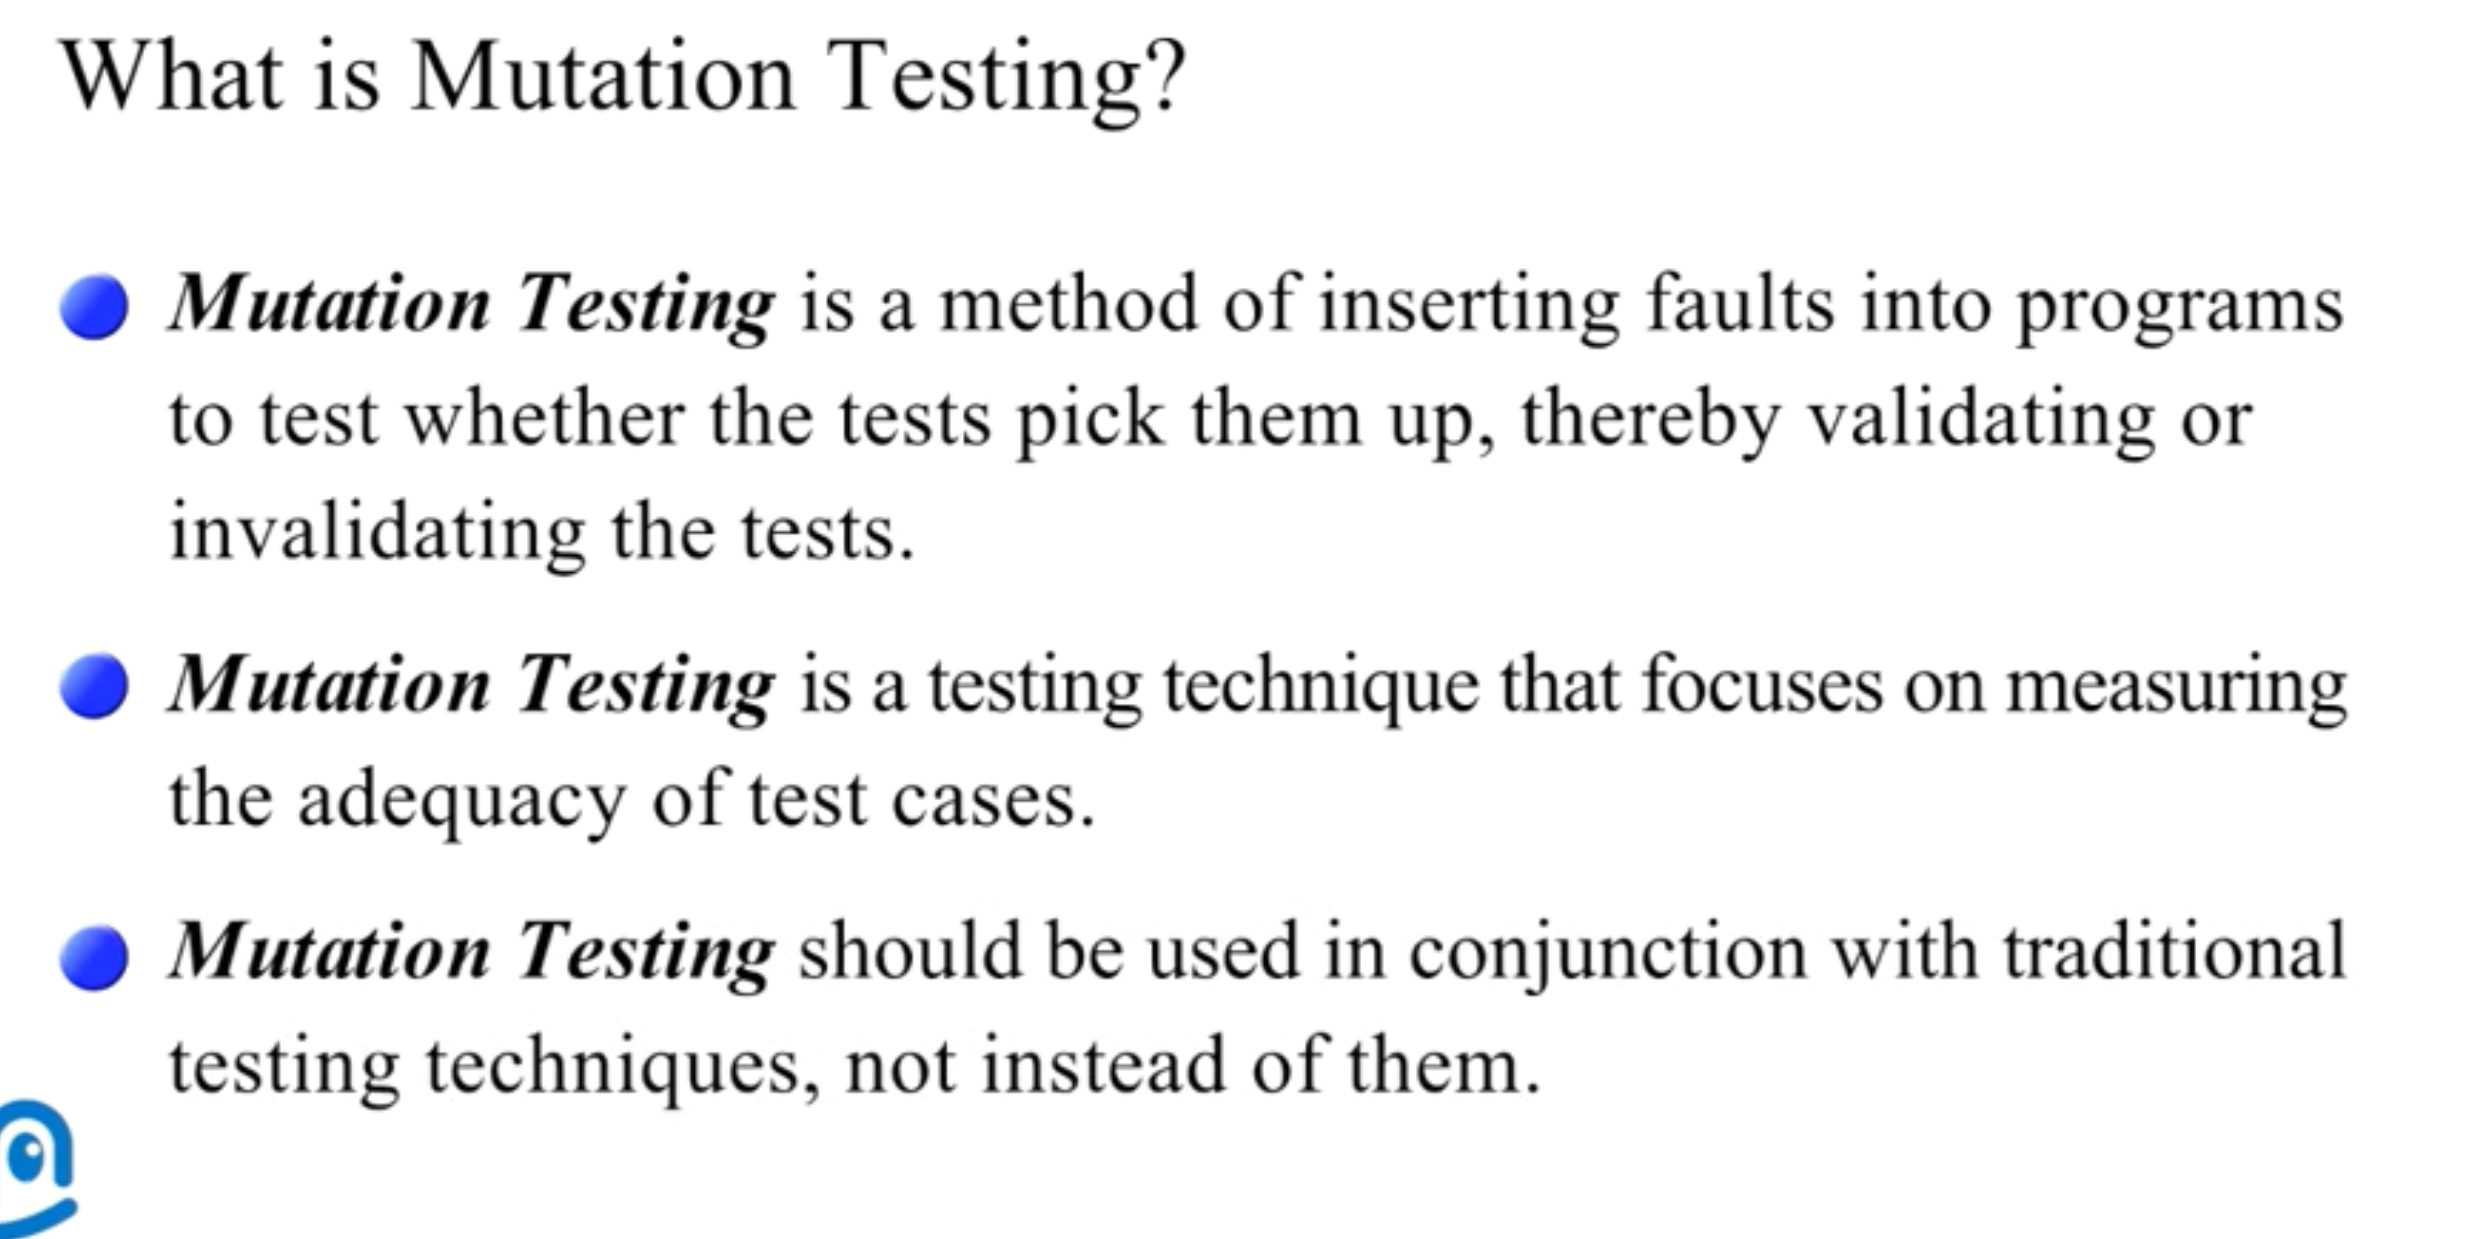 What is Mutation Testing?
Mutation Testing is a method of inserting faults into programs
to test whether the tests pick them up, thereby validating or
invalidating the tests.
Mutation Testing is a testing technique that focuses on measuring
the adequacy of test cases.
Mutation Testing should be used in conjunction with traditional
testing techniques, not instead of them.